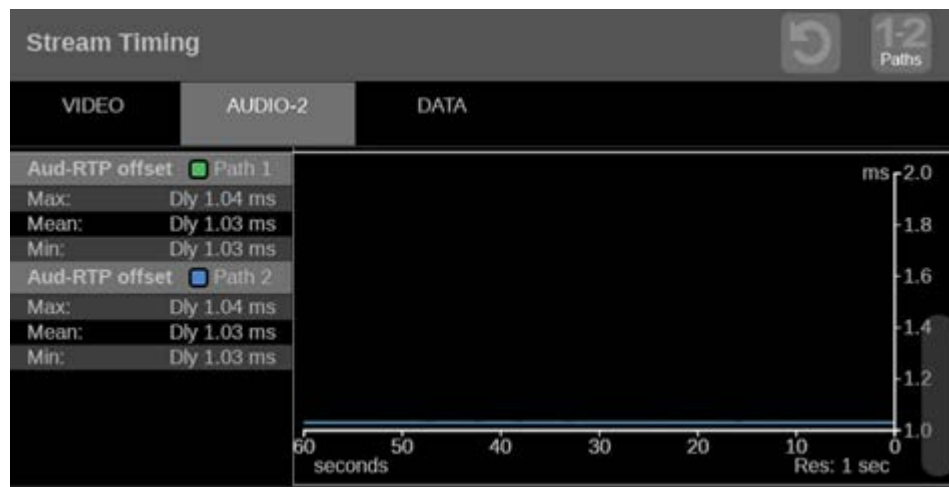 Stream Timing
1-2
Paths
VIDEO AUDIO-2 DATA
Aud-RTP offset Path 1
Max: Dly 1.04 ms
Mean: Dly 1.03 ms
Min: Dly 1.03 ms
Aud-RTP offset Path 2
Max: Dly 1.04 ms
Mean: Dly 1.03 ms
Min: Dly 1.03 ms
ms 2.0
1.8
1.6
1.4
1.2
1.0
60 50 40 30 20 10 0
seconds Res: 1 sec